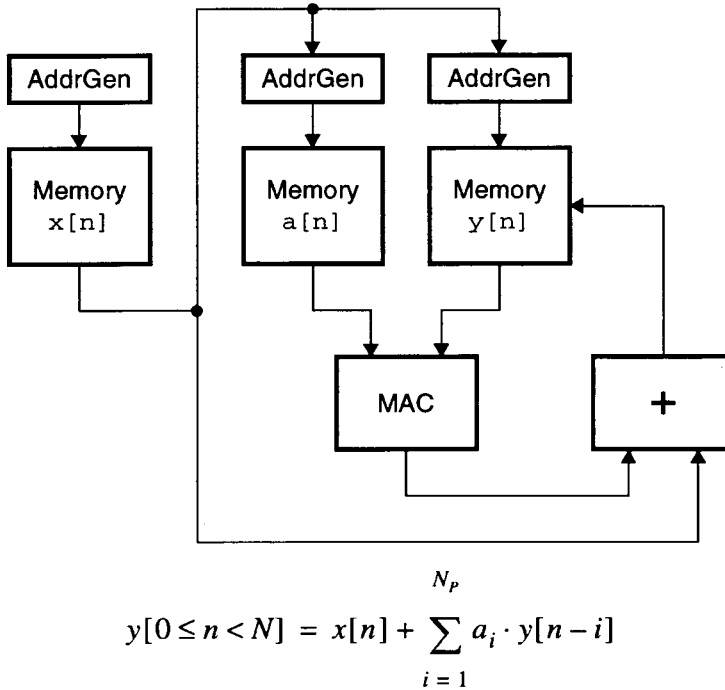 AddrGen AddrGen AddrGen
Memory x[n]
Memory a[n]
Memory y[n]
MAC
+
N_P
y[0 ≤ n < N] = x[n] + ∑ a_i · y[n − i]
i = 1